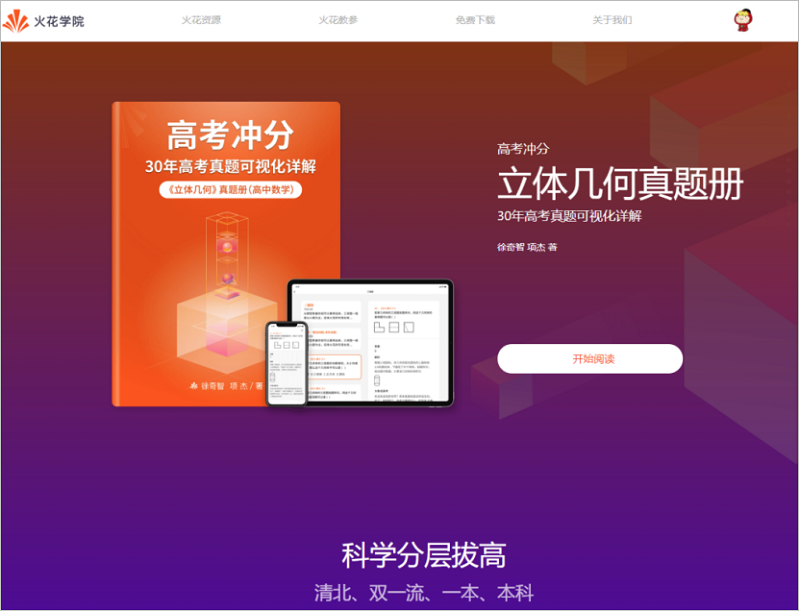 火花学院
火花资源
火花教参
免费下载
关于我们
高考冲分
30年高考真题可视化详解
《立体几何》真题册(高中数学)
徐奇智 项 杰 / 著
高考冲分
立体几何真题册
30年高考真题可视化详解
徐奇智 项杰 著
开始阅读
科学分层拔高
清北、双一流、一本、本科